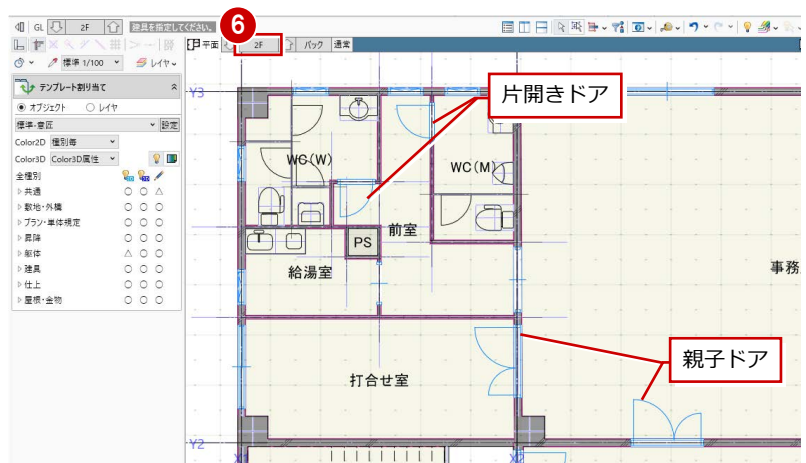 GL 2F 建具を指定してください。 6
平面 2F バック 通常
標準 1/100 レイヤ
テンプレート割り当て
オブジェクト レイヤ
標準-意匠 設定
Color2D 種別毎
Color3D Color3D属性
全種別
共通 ○ ○ △
敷地・外構 ○ ○ ○
プラン・単体規定 ○ ○ ○
昇降 ○ ○ ○
躯体 △ ○ ○
建具 ○ ○ ○
仕上 ○ ○ ○
屋根・金物 ○ ○ ○
Y3
片開きドア
WC(W)
WC(M)
前室
PS
給湯室
事務
親子ドア
打合せ室
Y2
X1
X2